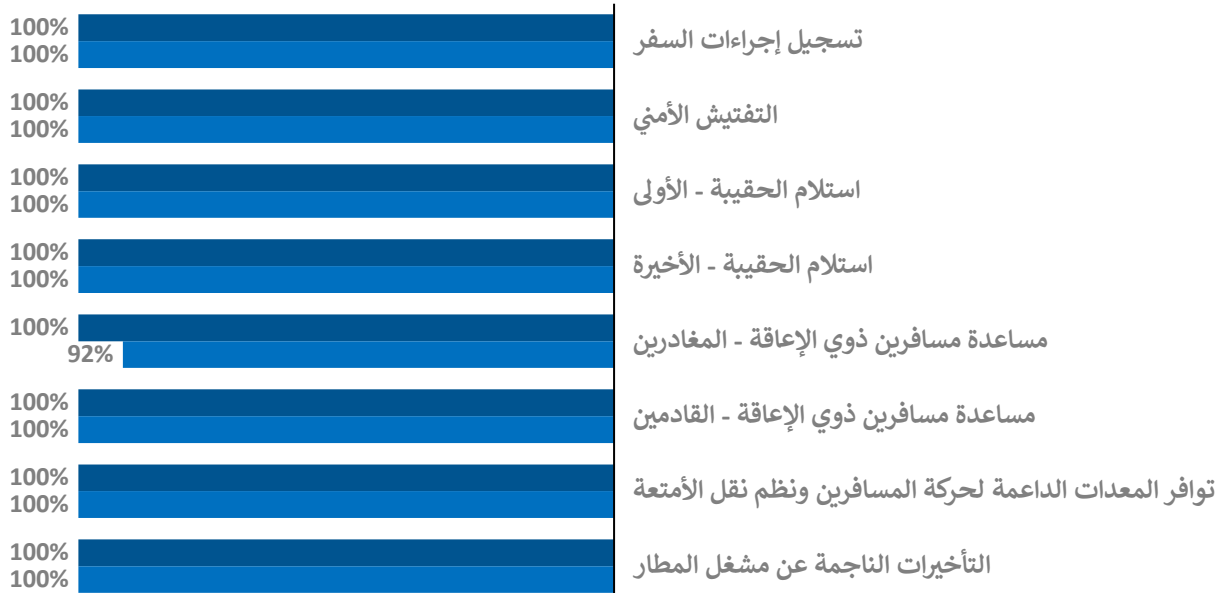 تسجيل إجراءات السفر
100%
100%
التفتيش الأمني
100%
100%
استلام الحقيبة - الأولى
100%
100%
استلام الحقيبة - الأخيرة
100%
100%
مساعدة مسافرين ذوي الإعاقة - المغادرين
100%
92%
مساعدة مسافرين ذوي الإعاقة - القادمين
100%
100%
توافر المعدات الداعمة لحركة المسافرين ونظم نقل الأمتعة
100%
100%
التأخيرات الناجمة عن مشغل المطار
100%
100%